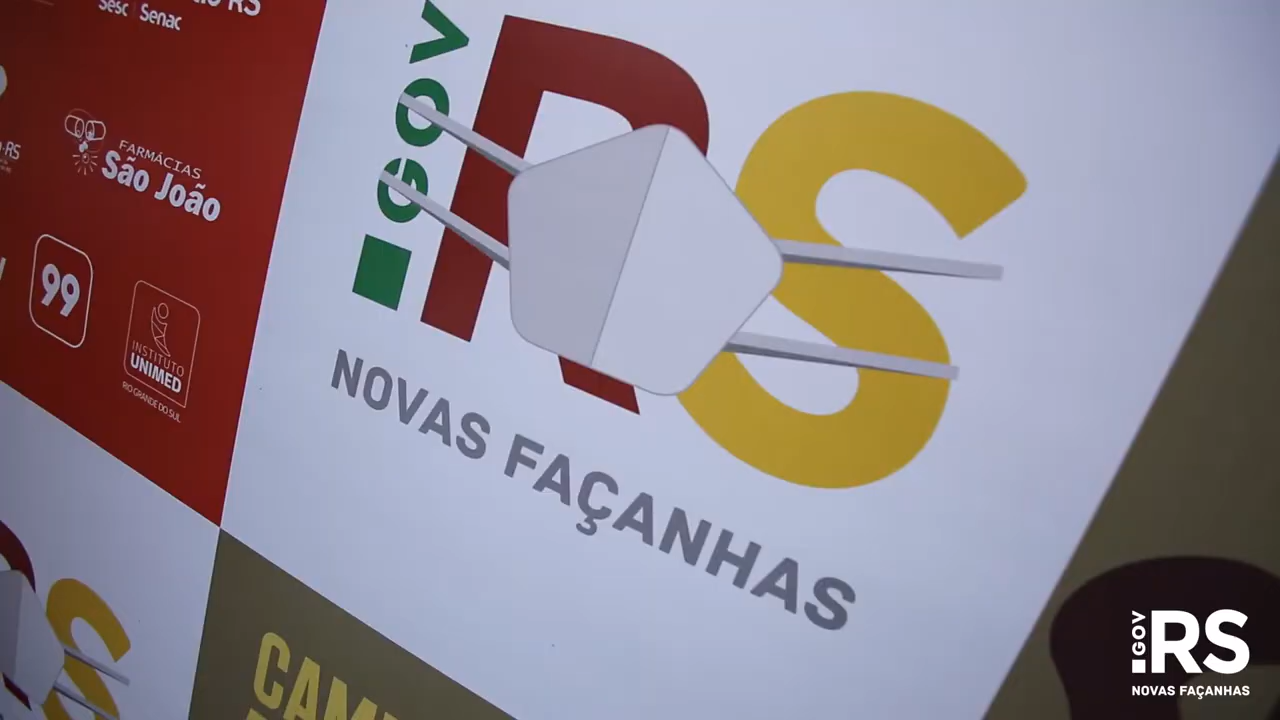 Sesc | Senac
FARMÁCIAS
São João
99
INSTITUTO
UNIMED
RIO GRANDE DO SUL
.GOV
RS
NOVAS FAÇANHAS
S
.GOV
RS
NOVAS FAÇANHAS